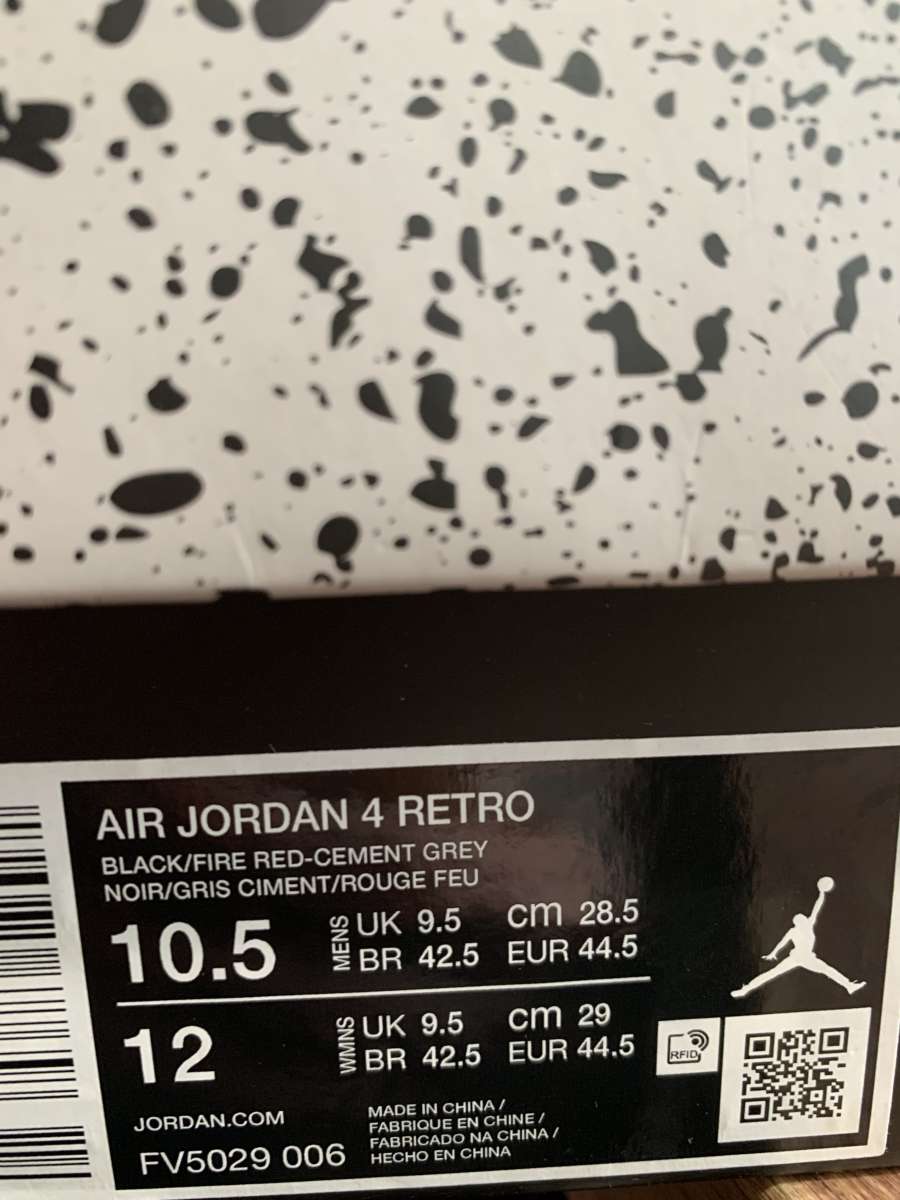 AIR JORDAN 4 RETRO
BLACK/FIRE RED-CEMENT GREY
NOIR/GRIS CIMENT/ROUGE FEU
10.5 MENS UK 9.5 cm 28.5
BR 42.5 EUR 44.5
12 WMNS UK 9.5 cm 29
BR 42.5 EUR 44.5
RFID
JORDAN.COM
FV5029 006
MADE IN CHINA /
FABRIQUE EN CHINE /
FABRICADO NA CHINA /
HECHO EN CHINA